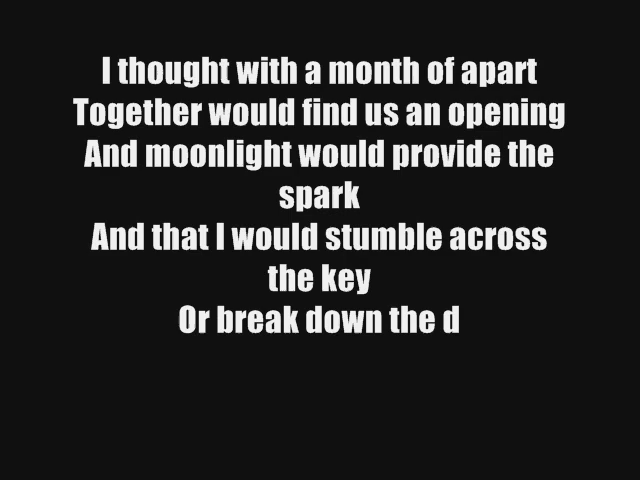 I thought with a month of apart
Together would find us an opening
And moonlight would provide the
spark
And that I would stumble across
the key
Or break down the d